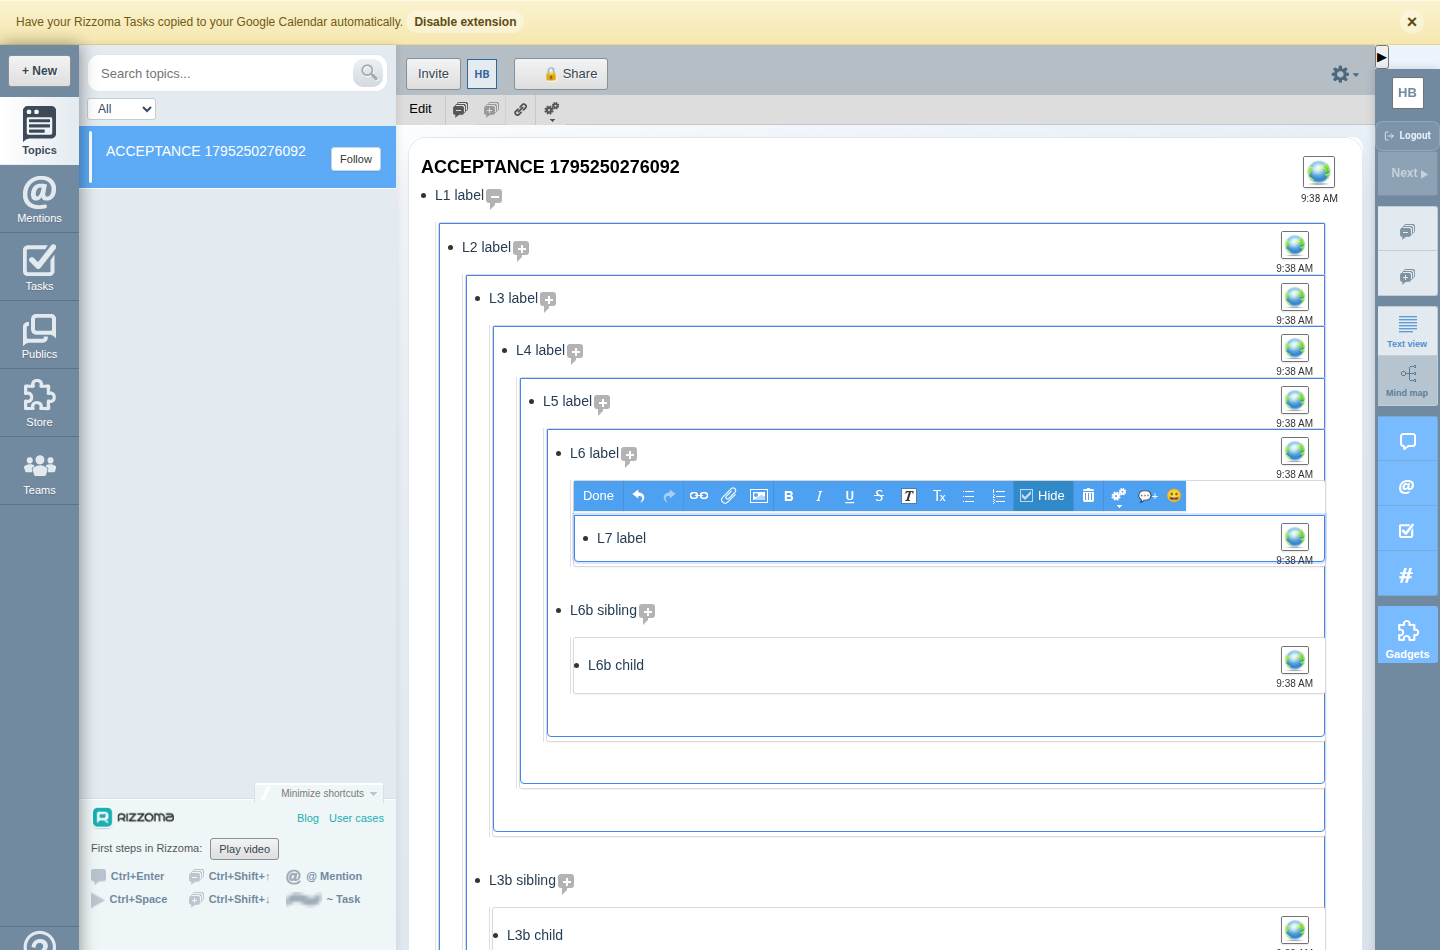 Have your Rizzoma Tasks copied to your Google Calendar automatically. Disable extension ×
+ New
Topics
Mentions
Tasks
Publics
Store
Teams
Search topics...
All
ACCEPTANCE 1795250276092
Follow
Minimize shortcuts
RIZZOMA
Blog User cases
First steps in Rizzoma: Play video
Ctrl+Enter Ctrl+Shift+↑ @ Mention
Ctrl+Space Ctrl+Shift+↓ ~ Task
Invite HB Share
Edit
ACCEPTANCE 1795250276092
9:38 AM
L1 label
L2 label
9:38 AM
L3 label
9:38 AM
L4 label
9:38 AM
L5 label
9:38 AM
L6 label
9:38 AM
Done B I U S T Tx Hide
L7 label
9:38 AM
L6b sibling
L6b child
9:38 AM
L3b sibling
L3b child
HB
Logout
Next
Text view
Mind map
@
#
Gadgets